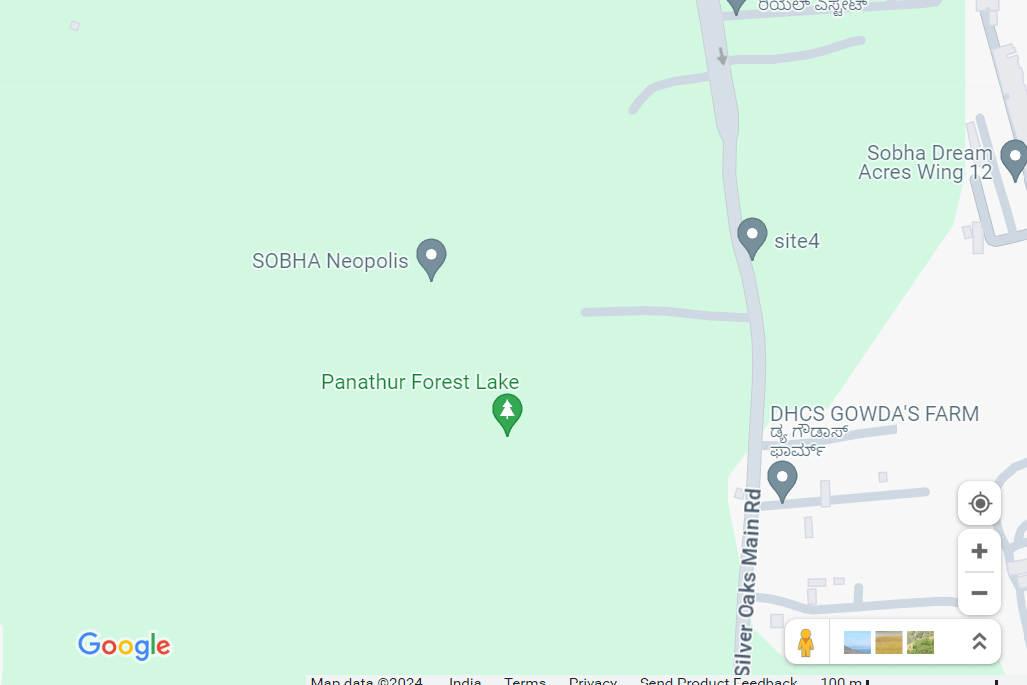 ರಿಯಲ್ ಎಸ್ಟೇಟ್
Sobha Dream
Acres Wing 12
site4
SOBHA Neopolis
Panathur Forest Lake
DHCS GOWDA'S FARM
ಡ್ಯ ಗೌಡಾಸ್
ಫಾರ್ಮ್
Silver Oaks Main Rd
Google
Map data ©2024 India Terms Privacy Send Product Feedback 100 m